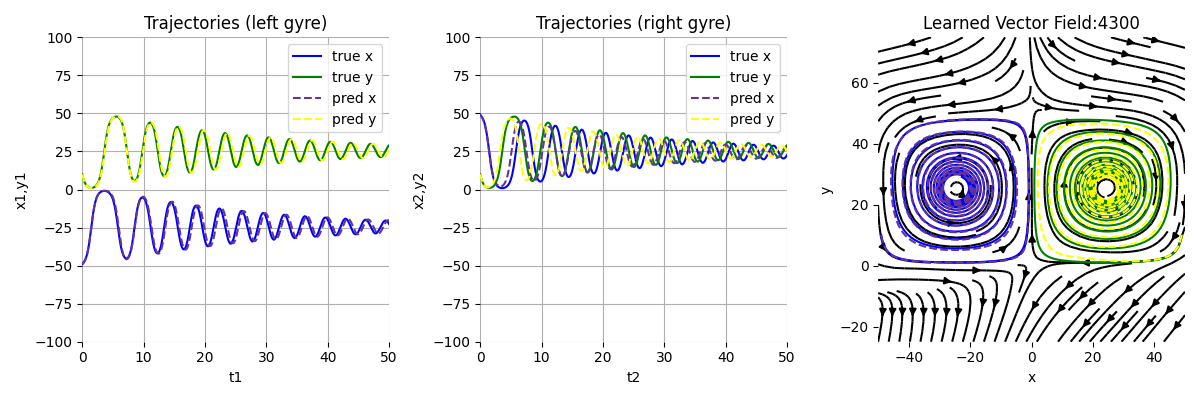 Trajectories (left gyre)
100
75
50
25
0
−25
−50
−75
−100
0
10
20
30
40
50
x1,y1
t1
true x
true y
pred x
pred y
Trajectories (right gyre)
100
75
50
25
0
−25
−50
−75
−100
0
10
20
30
40
50
x2,y2
t2
true x
true y
pred x
pred y
Learned Vector Field:4300
60
40
20
0
−20
−40
−20
0
20
40
y
x